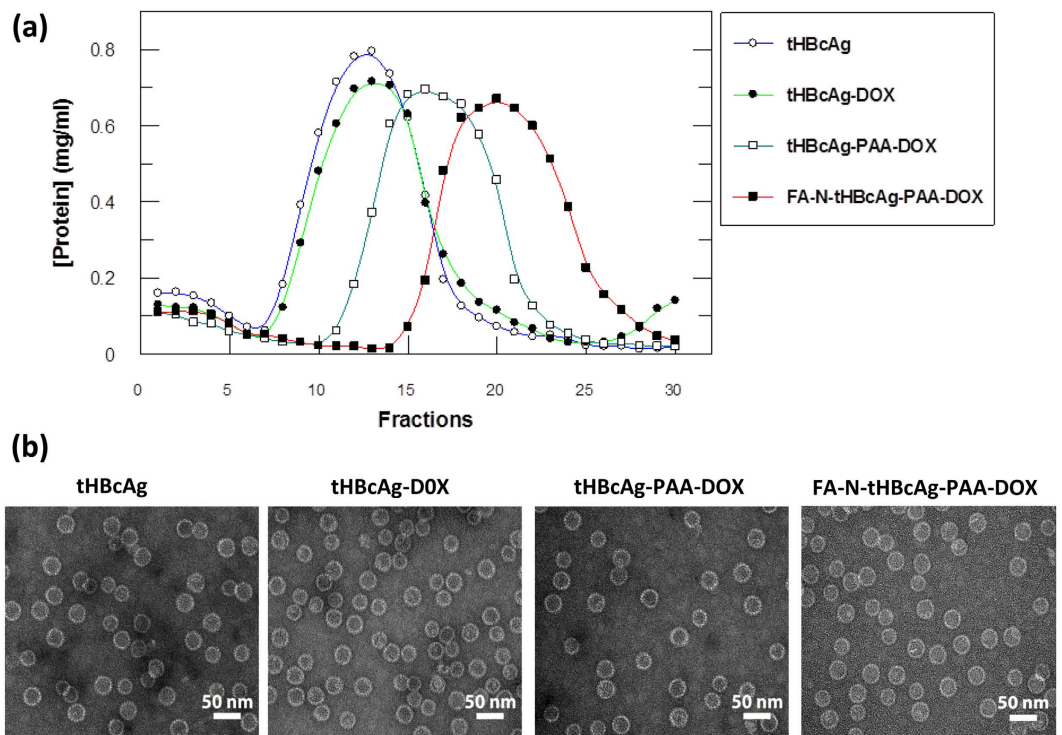 (a)
[Protein] (mg/ml)
0.8
0.6
0.4
0.2
0
0 5 10 15 20 25 30
Fractions
tHBcAg
tHBcAg-DOX
tHBcAg-PAA-DOX
FA-N-tHBcAg-PAA-DOX
(b)
tHBcAg tHBcAg-D0X tHBcAg-PAA-DOX FA-N-tHBcAg-PAA-DOX
50 nm 50 nm 50 nm 50 nm